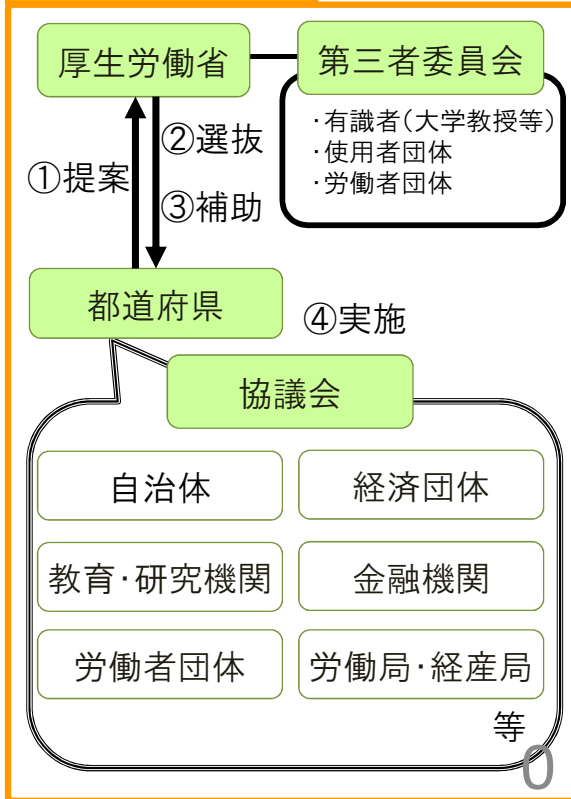 厚生労働省
第三者委員会
・有識者(大学教授等)
・使用者団体
・労働者団体
①提案
②選抜
③補助
都道府県
④実施
協議会
自治体
経済団体
教育・研究機関
金融機関
労働者団体
労働局・経産局
等
0